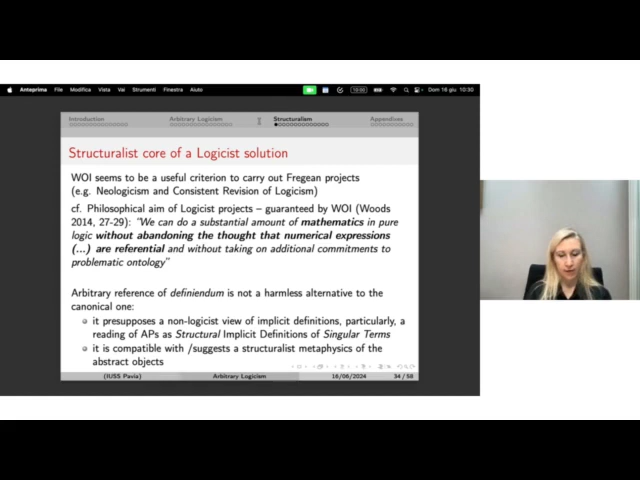 Anteprima File Modifica Vista Vai Strumenti Finestra Aiuto 10:00 Dom 16 giu 10:30
Introduction Arbitrary Logicism Structuralism Appendices
Structuralist core of a Logicist solution
WOI seems to be a useful criterion to carry out Fregean projects
(e.g. Neologicism and Consistent Revision of Logicism)
cf. Philosophical aim of Logicist projects – guaranteed by WOI (Woods
2014, 27-29): "We can do a substantial amount of mathematics in pure
logic without abandoning the thought that numerical expressions
(...) are referential and without taking on additional commitments to
problematic ontology"
Arbitrary reference of definiendum is not a harmless alternative to the
canonical one:
it presupposes a non-logicist view of implicit definitions, particularly, a
reading of APs as Structural Implicit Definitions of Singular Terms
it is compatible with /suggests a structuralist metaphysics of the
abstract objects
(IUSS Pavia) Arbitrary Logicism 16/06/2024 34 / 58